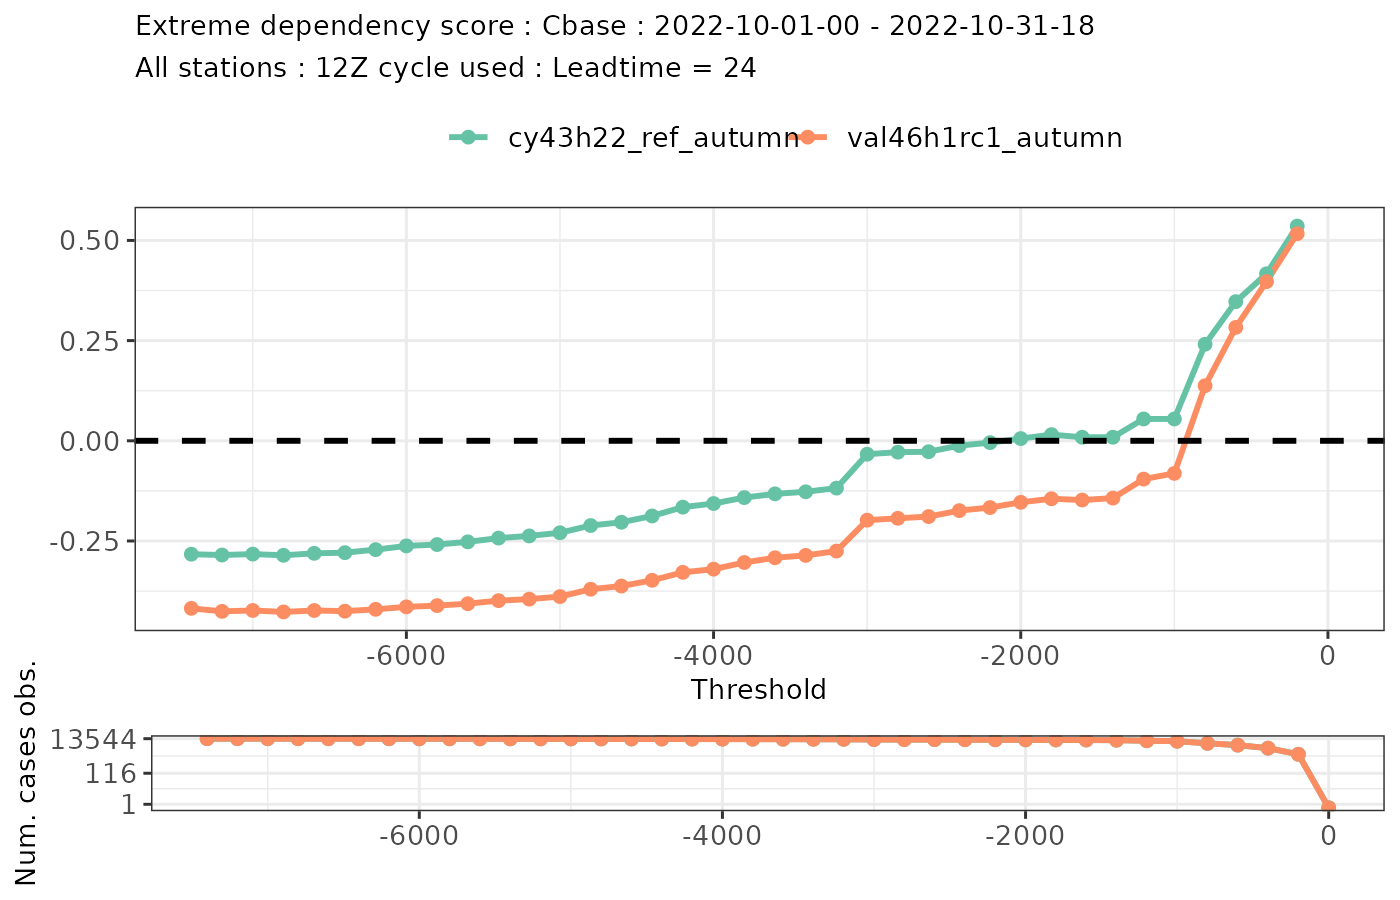 Extreme dependency score : Cbase : 2022-10-01-00 - 2022-10-31-18
All stations : 12Z cycle used : Leadtime = 24
cy43h22_ref_autumn val46h1rc1_autumn
0.50
0.25
0.00
-0.25
-6000 -4000 -2000 0
Threshold
Num. cases obs.
13544
116
1
-6000 -4000 -2000 0